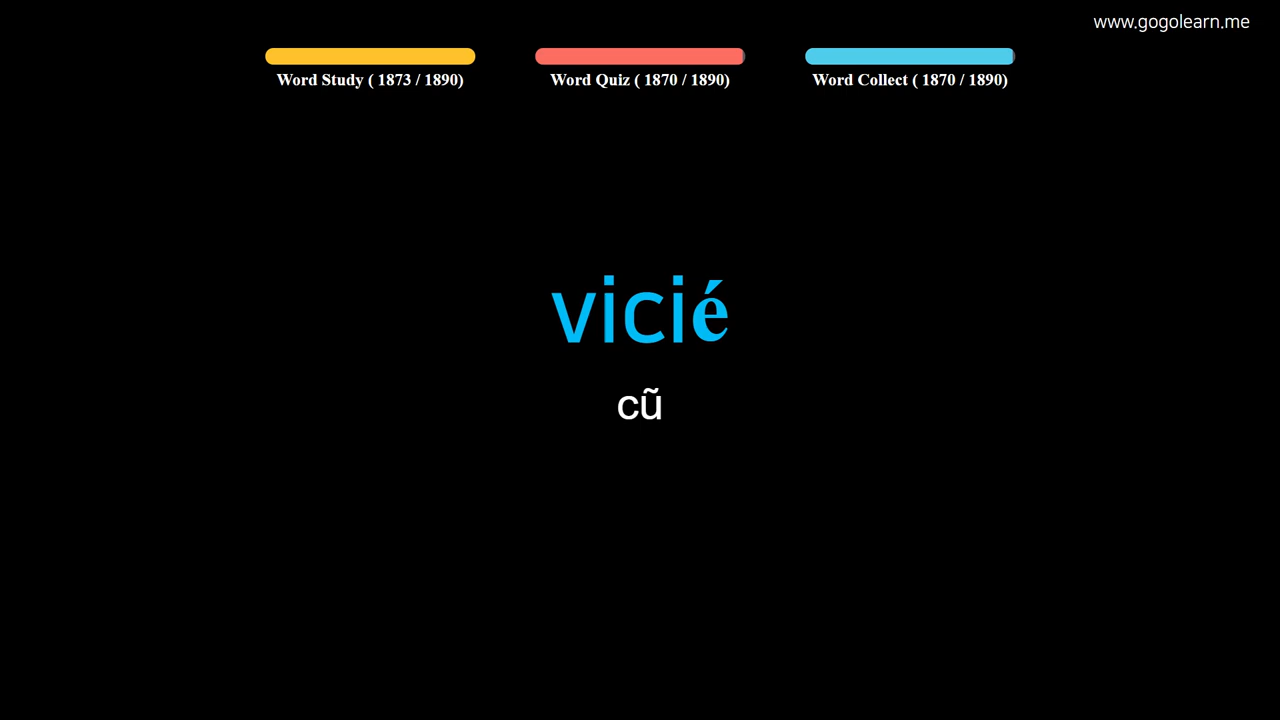 www.gogolearn.me
Word Study ( 1873 / 1890)
Word Quiz ( 1870 / 1890)
Word Collect ( 1870 / 1890)
vicié
cũ